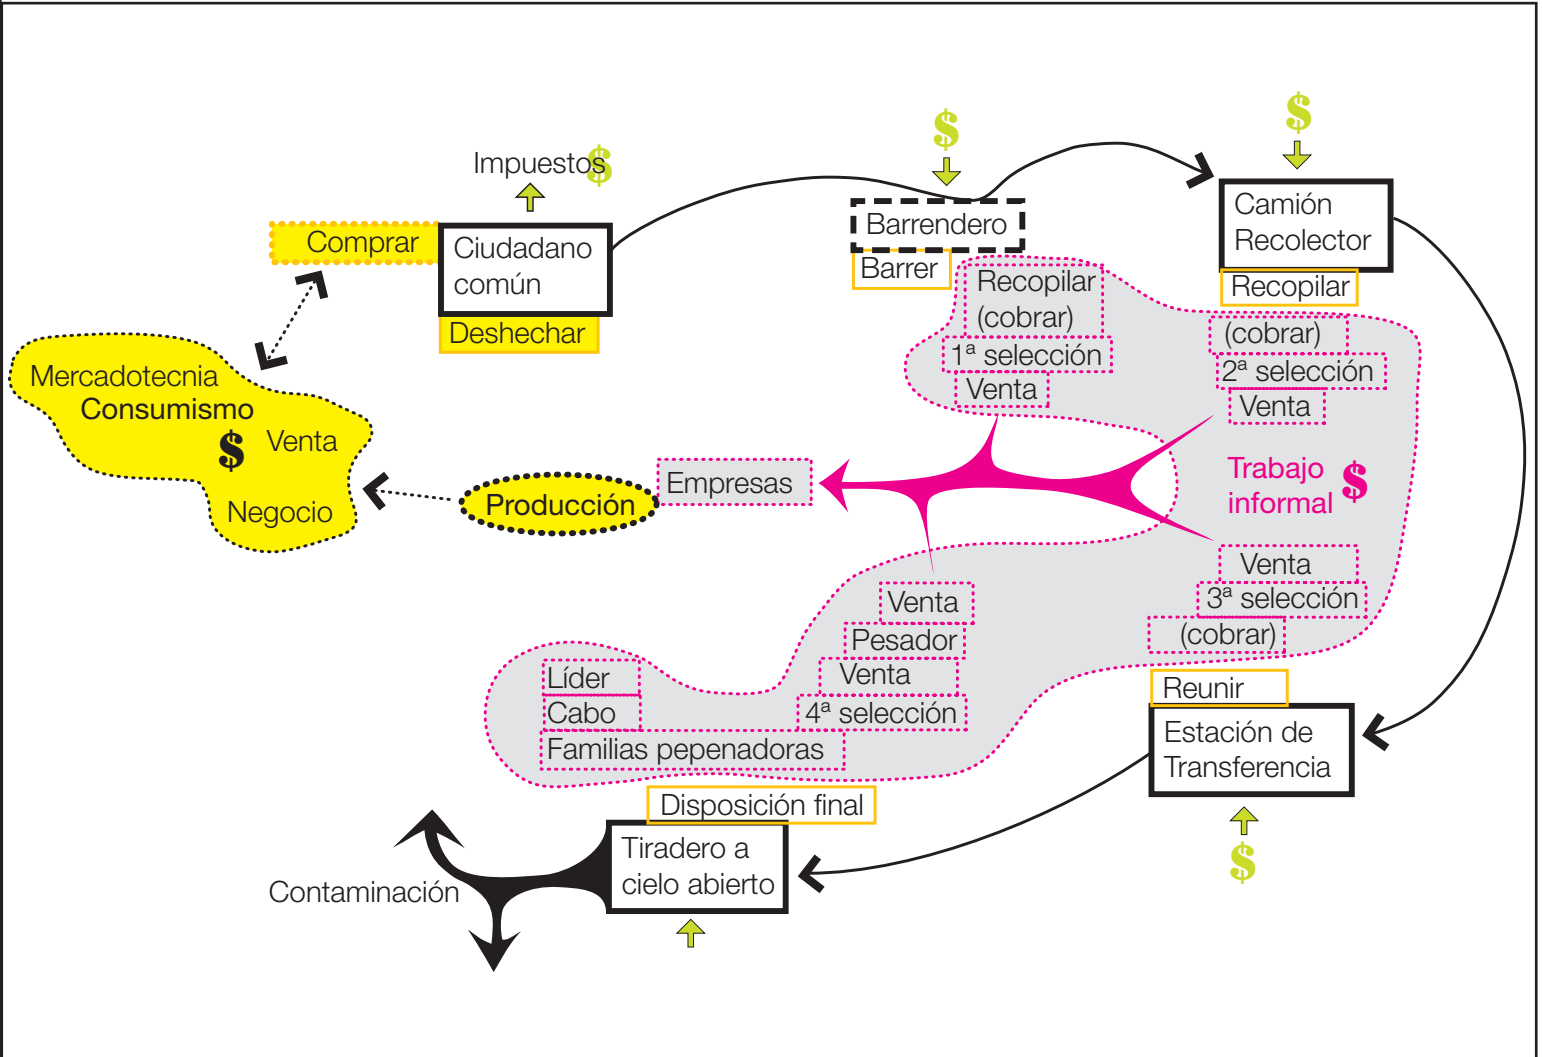 $
$
Impuestos $
Comprar
Ciudadano
común
Deshechar
Barrendero
Barrer
Camión
Recolector
Recopilar
Recopilar
(cobrar)
1ª selección
Venta
(cobrar)
2ª selección
Venta
Mercadotecnia
Consumismo
$ Venta
Negocio
Producción
Empresas
Trabajo
informal $
Venta
3ª selección
(cobrar)
Venta
Pesador
Venta
4ª selección
Líder
Cabo
Familias pepenadoras
Reunir
Estación de
Transferencia
$
Disposición final
Tiradero a
cielo abierto
Contaminación